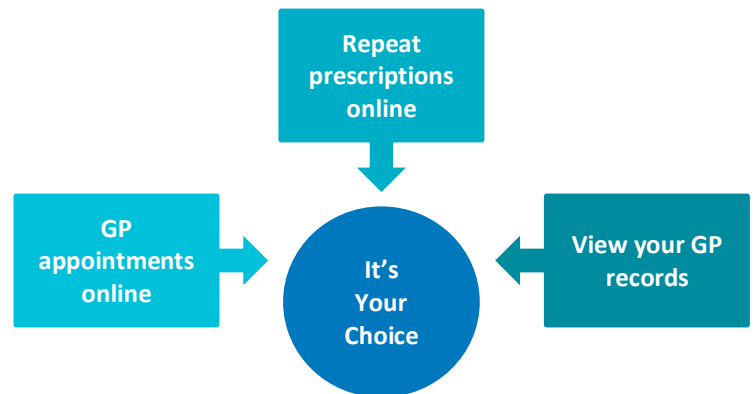 Repeat
prescriptions
online
GP
appointments
online
It’s
Your
Choice
View your GP
records